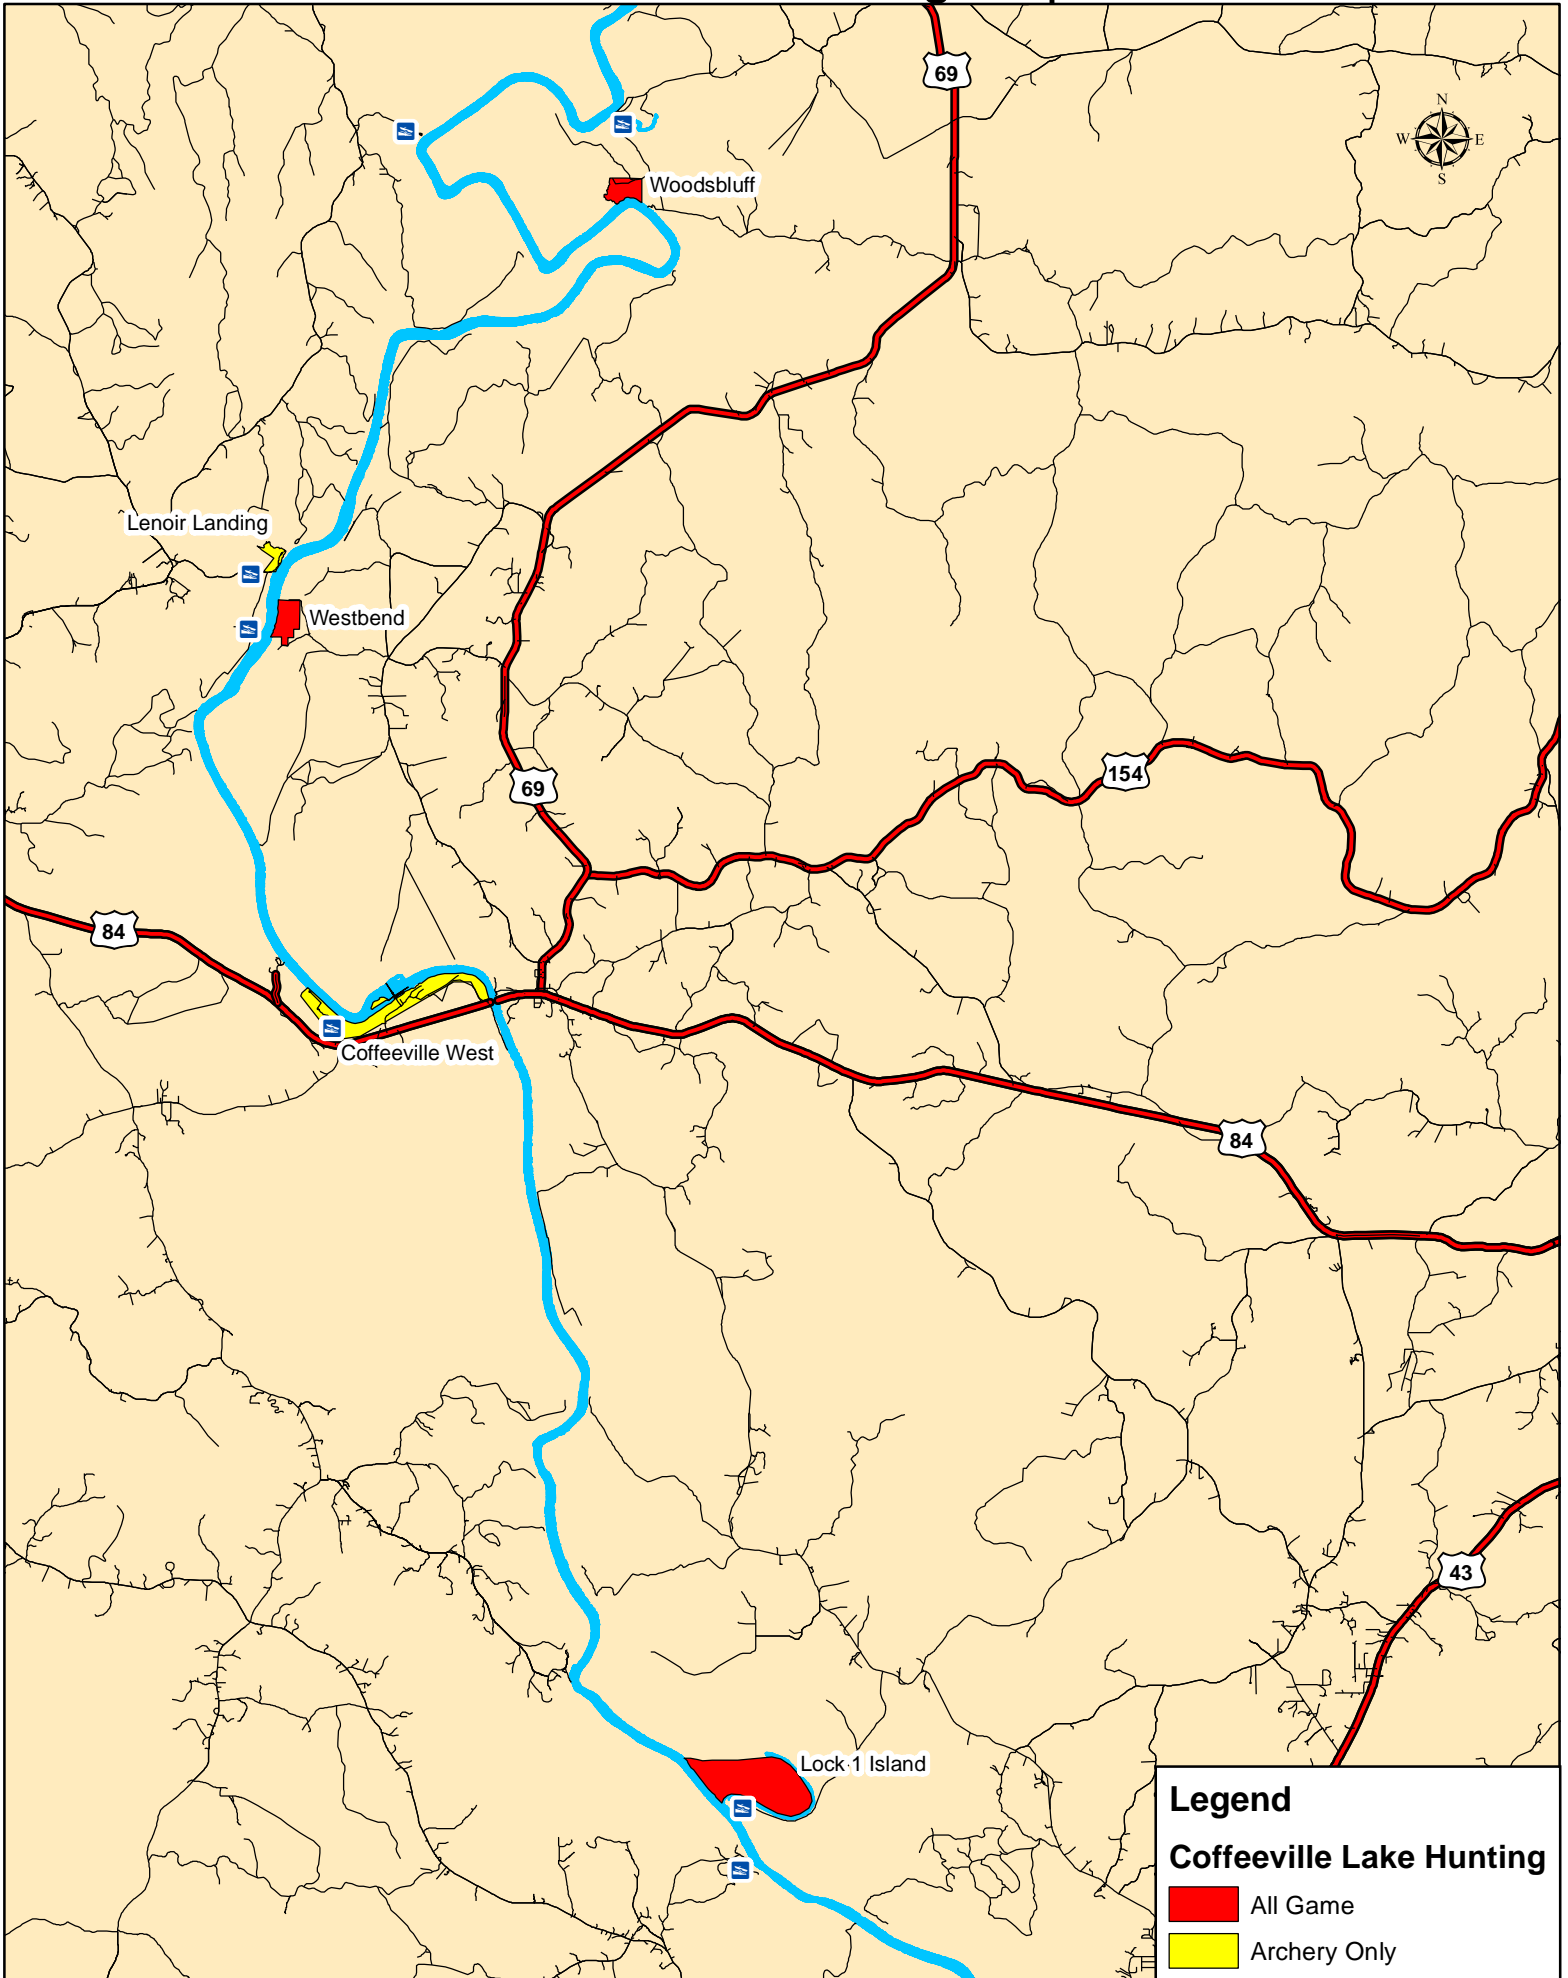 69
N
W E
S
Woodsbluff
Lenoir Landing
Westbend
154
69
84
Coffeeville West
84
43
Lock 1 Island
Legend
Coffeeville Lake Hunting
All Game
Archery Only